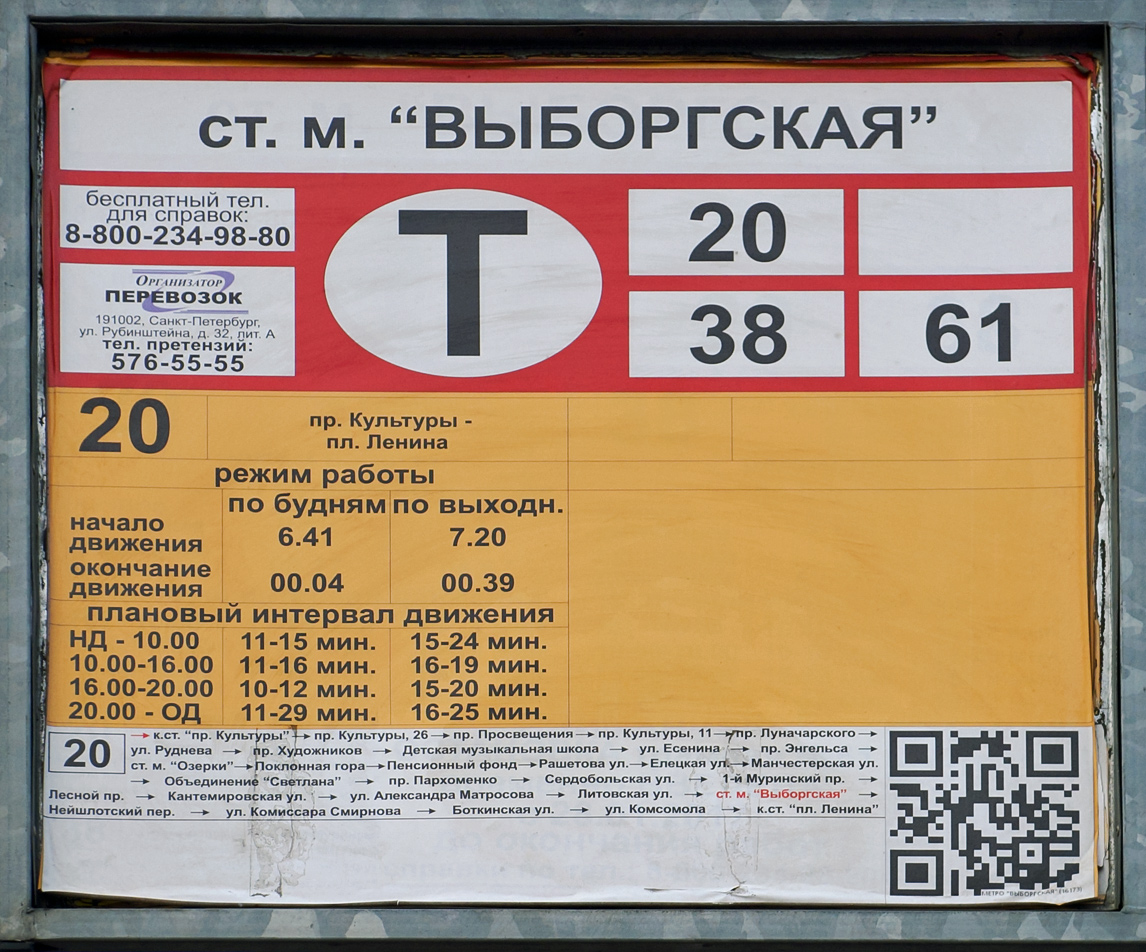 ст. м. “ВЫБОРГСКАЯ”
бесплатный тел.
для справок:
8-800-234-98-80
ОРГАНИЗАТОР
ПЕРЕВОЗОК
191002, Санкт-Петербург,
ул. Рубинштейна, д. 32, лит. А
тел. претензий:
576-55-55
Т
20
38 61
20 пр. Культуры -
пл. Ленина
режим работы
по будням по выходн.
начало
движения 6.41 7.20
окончание
движения 00.04 00.39
плановый интервал движения
НД - 10.00 11-15 мин. 15-24 мин.
10.00-16.00 11-16 мин. 16-19 мин.
16.00-20.00 10-12 мин. 15-20 мин.
20.00 - ОД 11-29 мин. 16-25 мин.
20
→ к.ст. “пр. Культуры” → пр. Культуры, 26 → пр. Просвещения → пр. Культуры, 11 → пр. Луначарского →
ул. Руднева → пр. Художников → Детская музыкальная школа → ул. Есенина → пр. Энгельса →
ст. м. “Озерки” → Поклонная гора → Пенсионный фонд → Рашетова ул. → Елецкая ул. → Манчестерская ул.
→ Объединение “Светлана” → пр. Пархоменко → Сердобольская ул. → 1-й Муринский пр. →
Лесной пр. → Кантемировская ул. → ул. Александра Матросова → Литовская ул. → ст. м. “Выборгская” →
Нейшлотский пер. → ул. Комиссара Смирнова → Боткинская ул. → ул. Комсомола → к.ст. “пл. Ленина”
МЕТРО "ВЫБОРГСКАЯ"